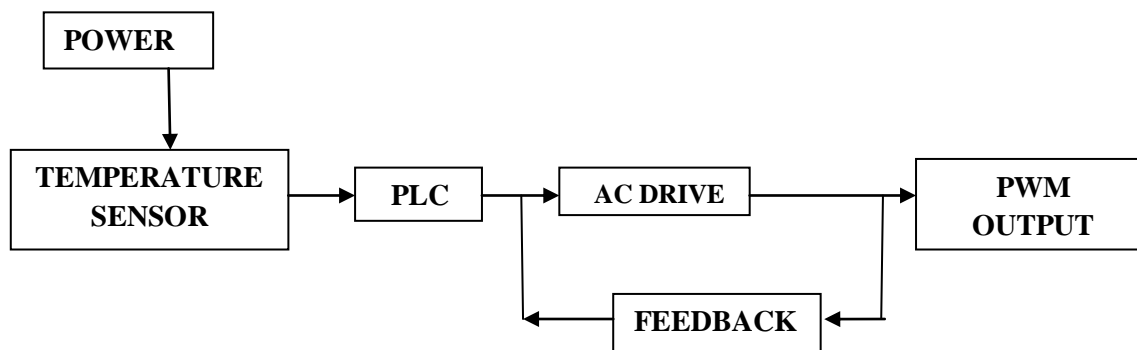 POWER
TEMPERATURE
SENSOR
PLC
AC DRIVE
PWM
OUTPUT
FEEDBACK